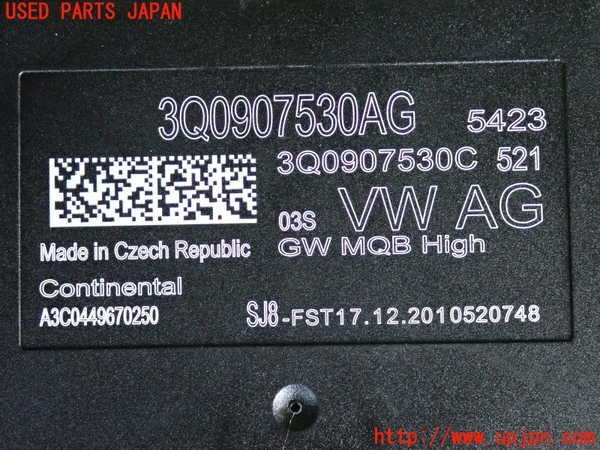 USED PARTS JAPAN
3Q0907530AG 5423
3Q0907530C 521
03S VW AG
Made in Czech Republic GW MQB High
Continental
A3C0449670250 SJ8-FST17.12.2010520748
http://www.upjpn.com